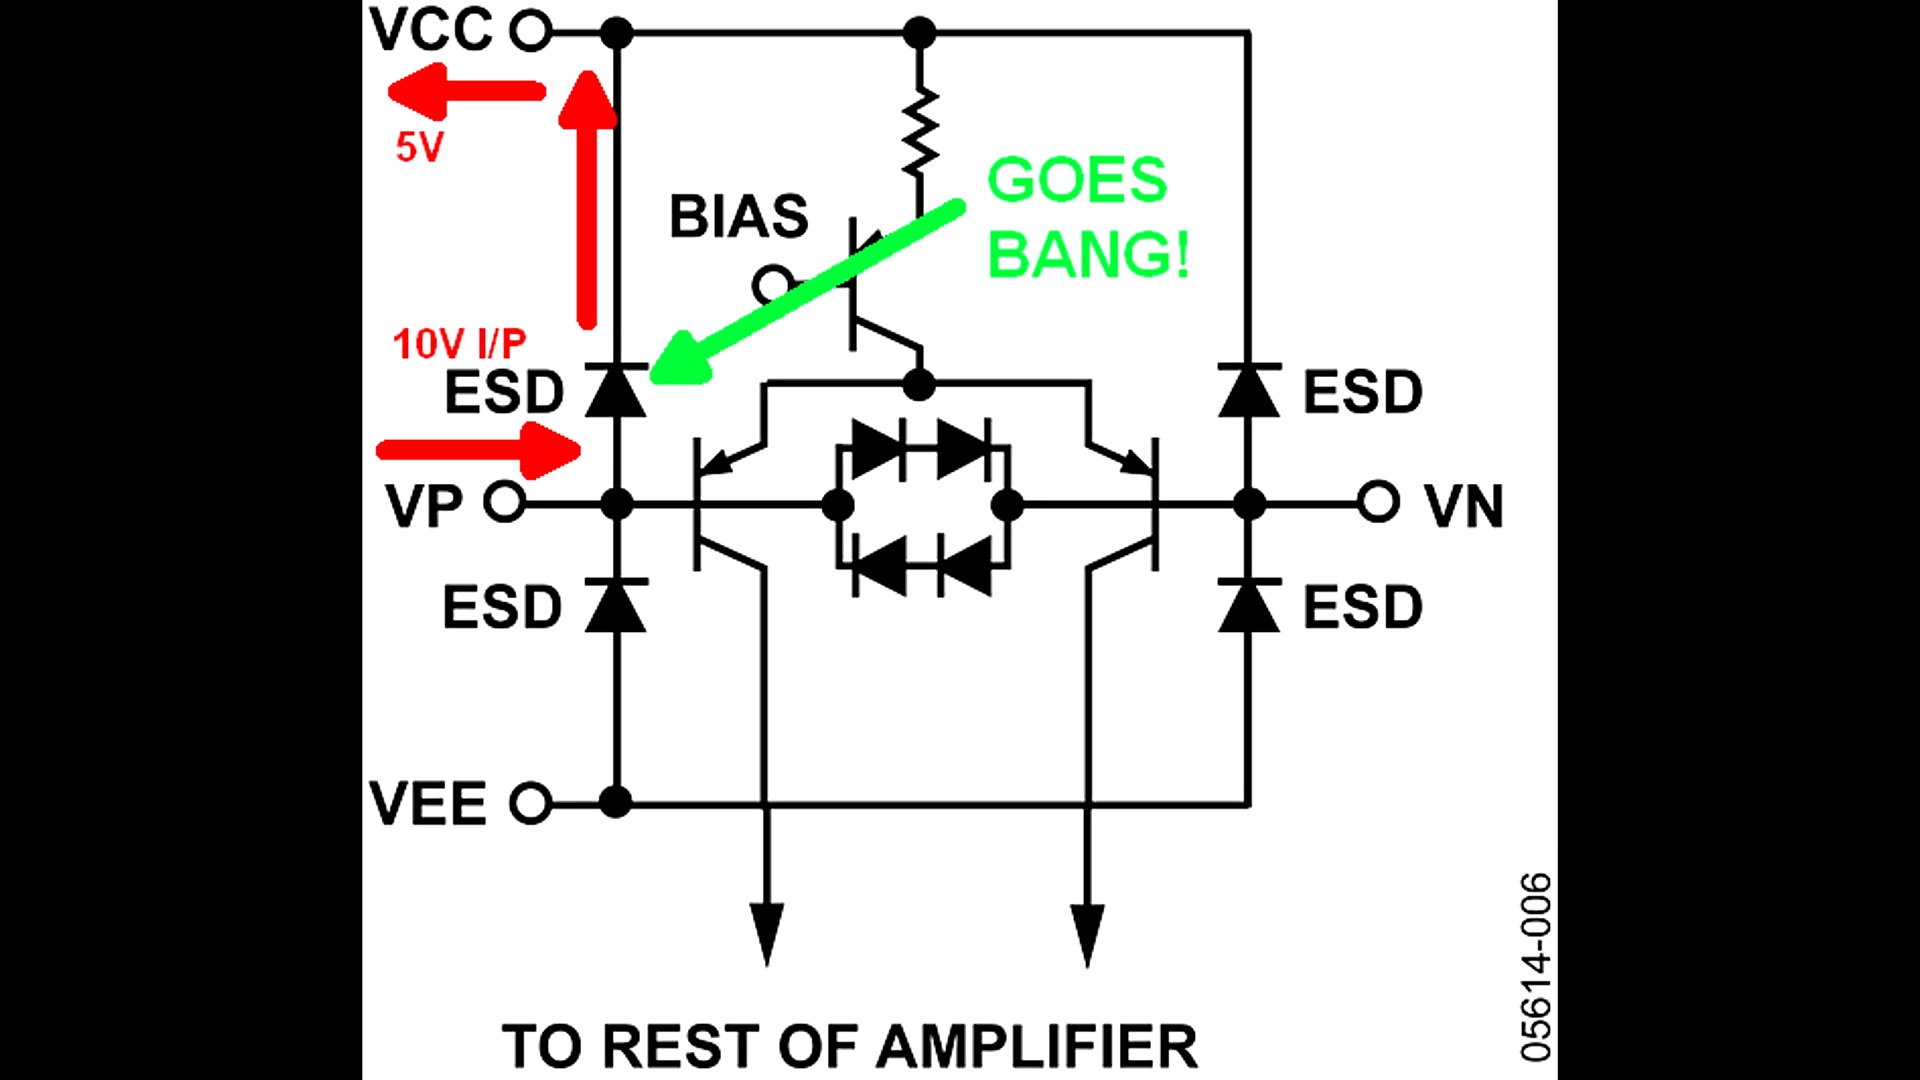 VCC
5V
GOES
BANG!
BIAS
10V I/P
ESD
ESD
VP
VN
ESD
ESD
VEE
05614-006
TO REST OF AMPLIFIER